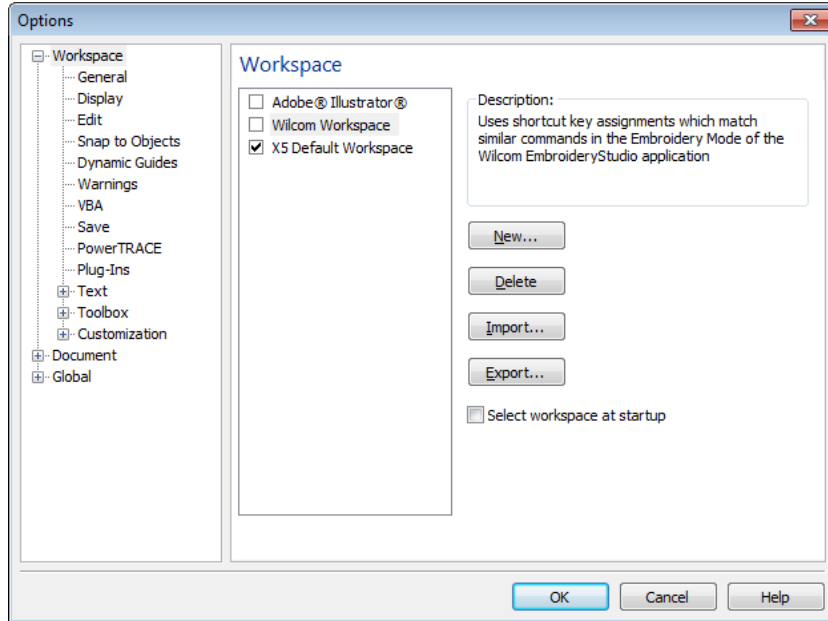 Options
Workspace
General
Display
Edit
Snap to Objects
Dynamic Guides
Warnings
VBA
Save
PowerTRACE
Plug-Ins
Text
Toolbox
Customization
Document
Global
Workspace
Adobe® Illustrator®
Wilcom Workspace
X5 Default Workspace
Description:
Uses shortcut key assignments which match
similar commands in the Embroidery Mode of the
Wilcom EmbroideryStudio application
New...
Delete
Import...
Export...
Select workspace at startup
OK
Cancel
Help